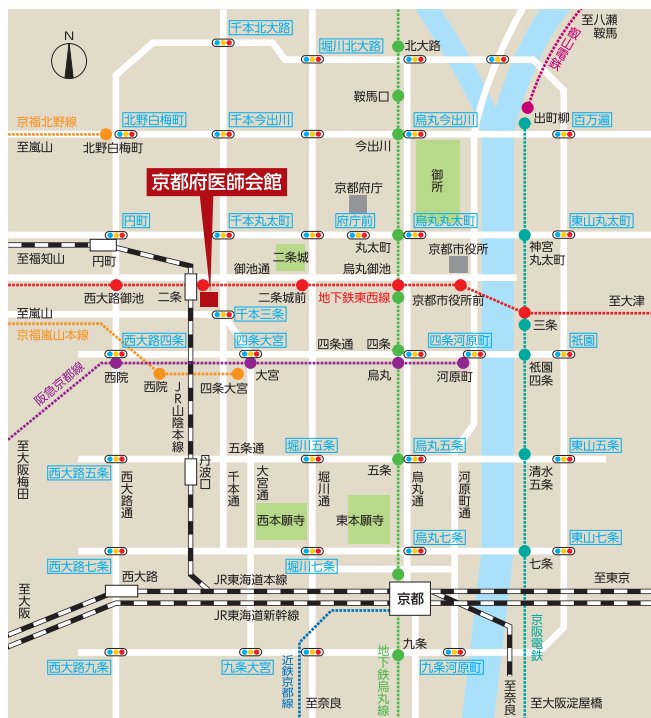 千本北大路
堀川北大路
北大路
至八瀬
鞍馬
叡山電鉄
N
鞍馬口
出町柳
京福北野線
北野白梅町
千本今出川
烏丸今出川
百万遍
至嵐山
北野白梅町
今出川
京都府医師会館
京都府庁
御所
円町
千本丸太町
府庁前
烏丸丸太町
東山丸太町
丸太町
京都市役所
神宮
丸太町
至福知山
円町
二条城
御池通
烏丸御池
西大路御池
二条
二条城前
地下鉄東西線
京都市役所前
至大津
至嵐山
千本三条
三条
京福嵐山本線
西大路四条
四条大宮
四条通
四条
四条河原町
祇園
阪急京都線
西院
西院
四条大宮
大宮
烏丸
河原町
祇園
四条
JR山陰本線
至大阪梅田
五条通
堀川五条
烏丸五条
東山五条
西大路五条
西大路通
丹波口
千本通
大宮通
堀川通
五条
烏丸通
河原町通
清水
五条
西本願寺
東本願寺
烏丸七条
東山七条
西大路七条
堀川七条
七条
西大路
JR東海道本線
京都
至東京
至大阪
JR東海道新幹線
京阪電鉄
西大路九条
九条大宮
近鉄京都線
至奈良
地下鉄烏丸線
九条
九条河原町
至奈良
至大阪淀屋橋